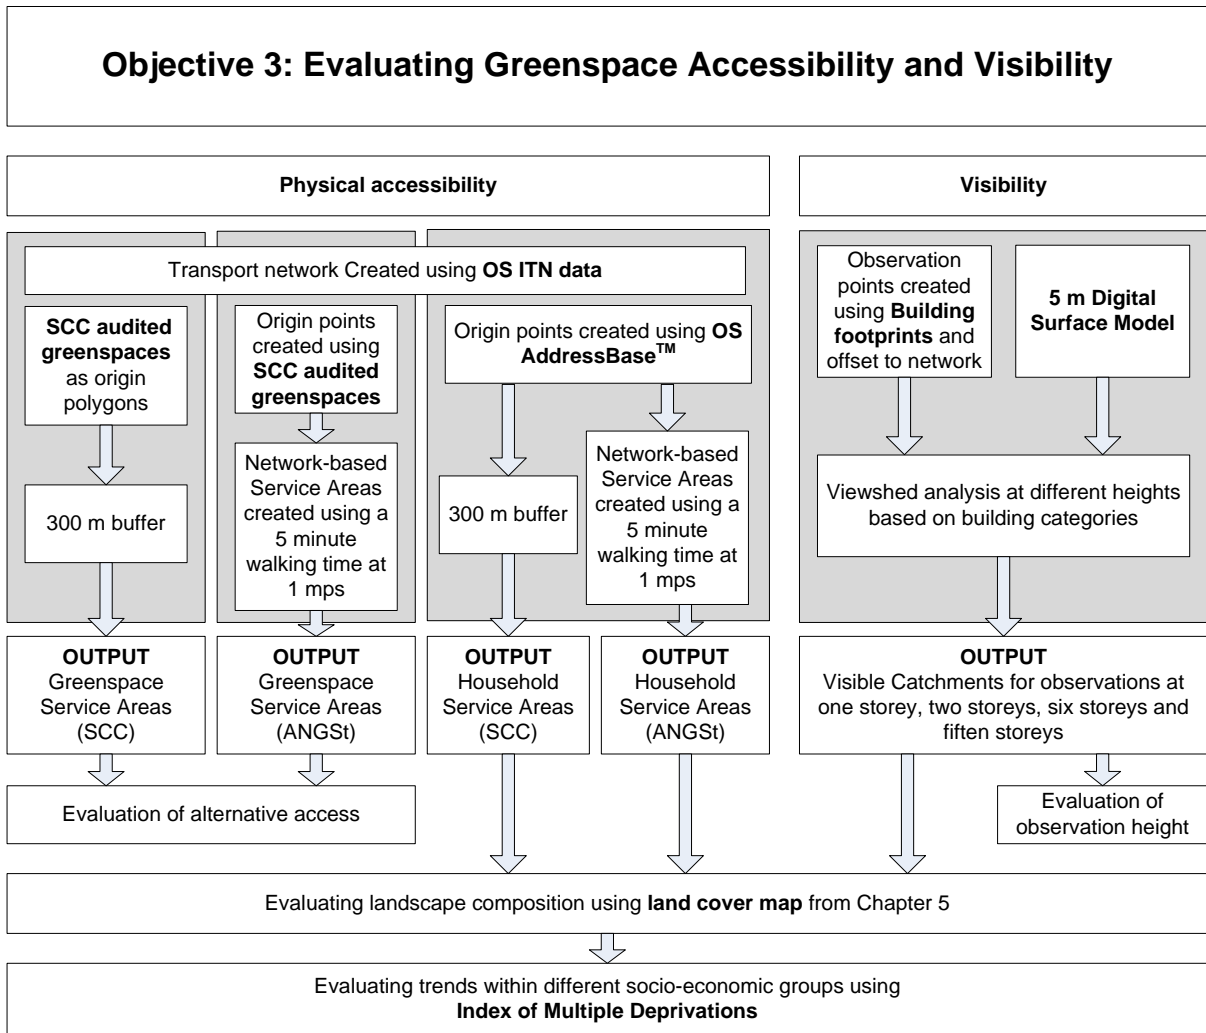 Objective 3: Evaluating Greenspace Accessibility and Visibility
Physical accessibility
Visibility
Transport network Created using OS ITN data
SCC audited
greenspaces
as origin
polygons
300 m buffer
OUTPUT
Greenspace
Service Areas
(SCC)
Origin points
created using
SCC audited
greenspaces
Network-based
Service Areas
created using a
5 minute
walking time at
1 mps
OUTPUT
Greenspace
Service Areas
(ANGSt)
Evaluation of alternative access
Origin points created using OS
AddressBaseTM
300 m buffer
OUTPUT
Household
Service Areas
(SCC)
Network-based
Service Areas
created using a
5 minute
walking time at
1 mps
OUTPUT
Household
Service Areas
(ANGSt)
Observation
points created
using Building
footprints and
offset to network
5 m Digital
Surface Model
Viewshed analysis at different heights
based on building categories
OUTPUT
Visible Catchments for observations at
one storey, two storeys, six storeys and
fiften storeys
Evaluation of
observation height
Evaluating landscape composition using land cover map from Chapter 5
Evaluating trends within different socio-economic groups using
Index of Multiple Deprivations